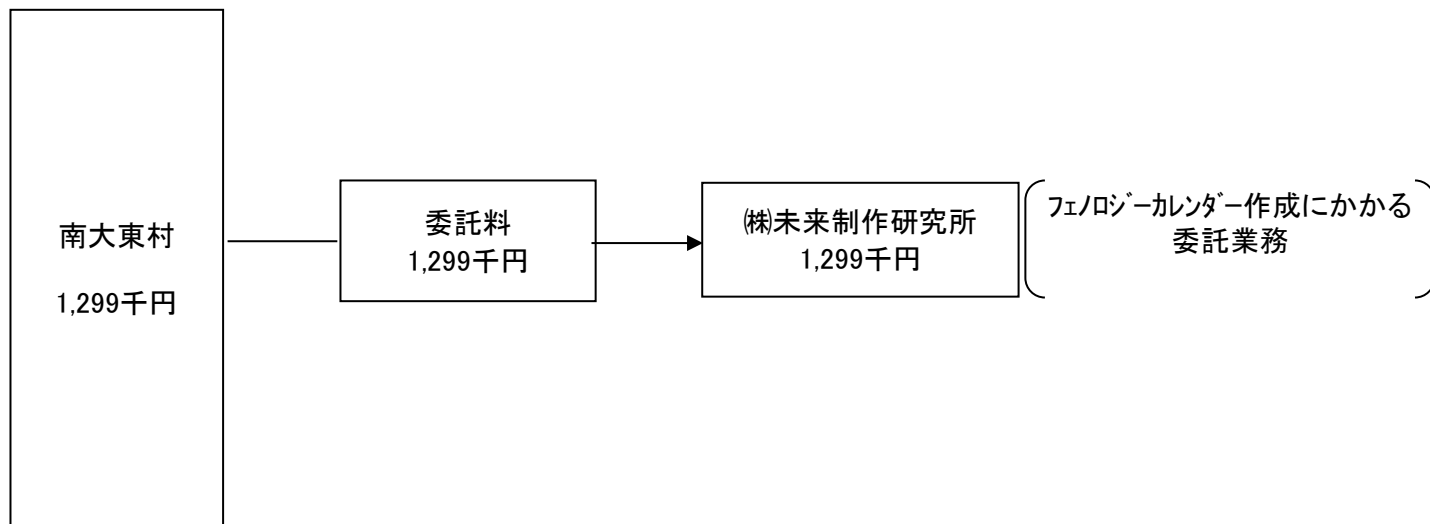 南大東村
1,299千円
委託料
1,299千円
㈱未来制作研究所
1,299千円
ﾌｪﾉﾛｼﾞｰｶﾚﾝﾀﾞｰ作成にかかる
委託業務